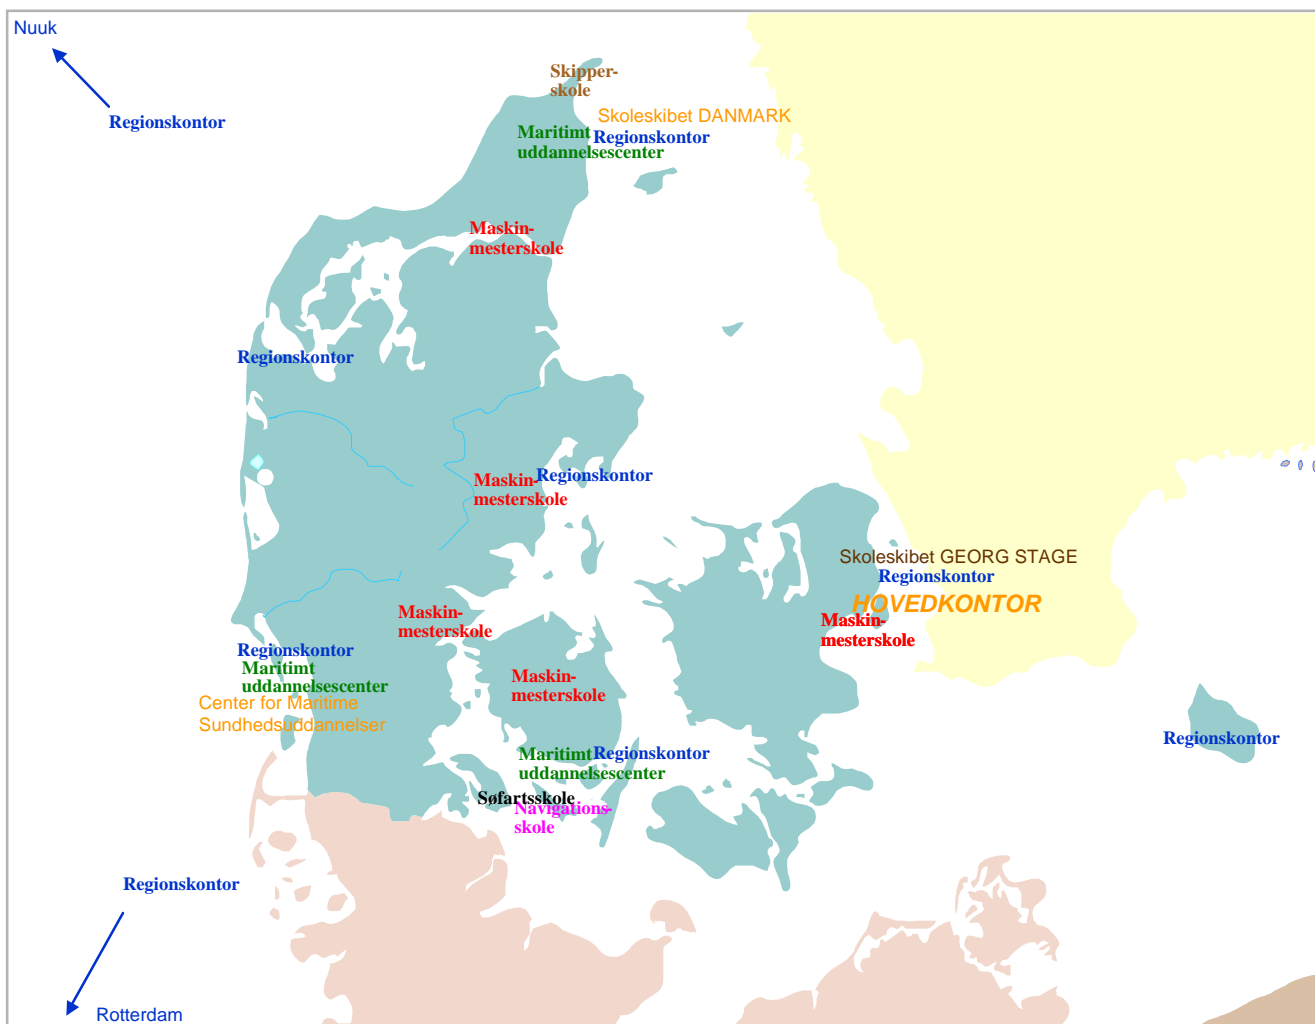 Nuuk
Regionskontor
Skipper-
skole
Skoleskibet DANMARK
Maritimt
uddannelsescenter
Regionskontor
Maskin-
mesterskole
Regionskontor
Maskin-
mesterskole
Regionskontor
Skoleskibet GEORG STAGE
Regionskontor
HOVEDKONTOR
Maskin-
mesterskole
Maskin-
mesterskole
Regionskontor
Maritimt
uddannelsescenter
Center for Maritime
Sundhedsuddannelser
Maskin-
mesterskole
Maritimt
uddannelsescenter
Regionskontor
Regionskontor
Søfartsskole
Navigations-
skole
Regionskontor
Rotterdam